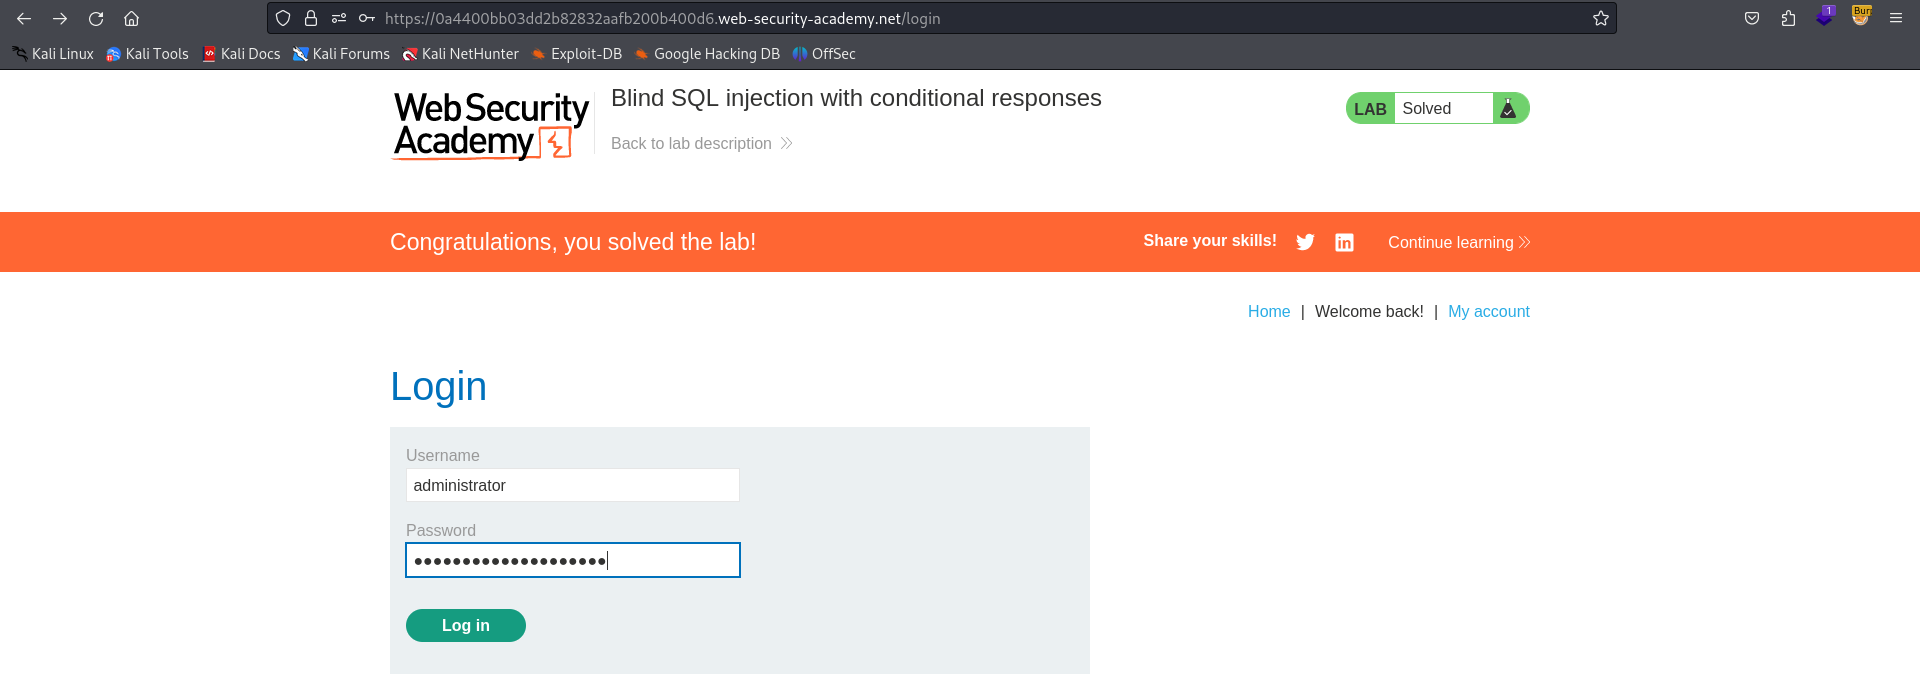 https://0a4400bb03dd2b82832aafb200b400d6.web-security-academy.net/login
1
Kali Linux Kali Tools Kali Docs Kali Forums Kali NetHunter Exploit-DB Google Hacking DB OffSec
Web Security
Academy
Blind SQL injection with conditional responses
Back to lab description
LAB Solved
Congratulations, you solved the lab!
Share your skills!
Continue learning
Home | Welcome back! | My account
Login
Username
administrator
Password
Log in